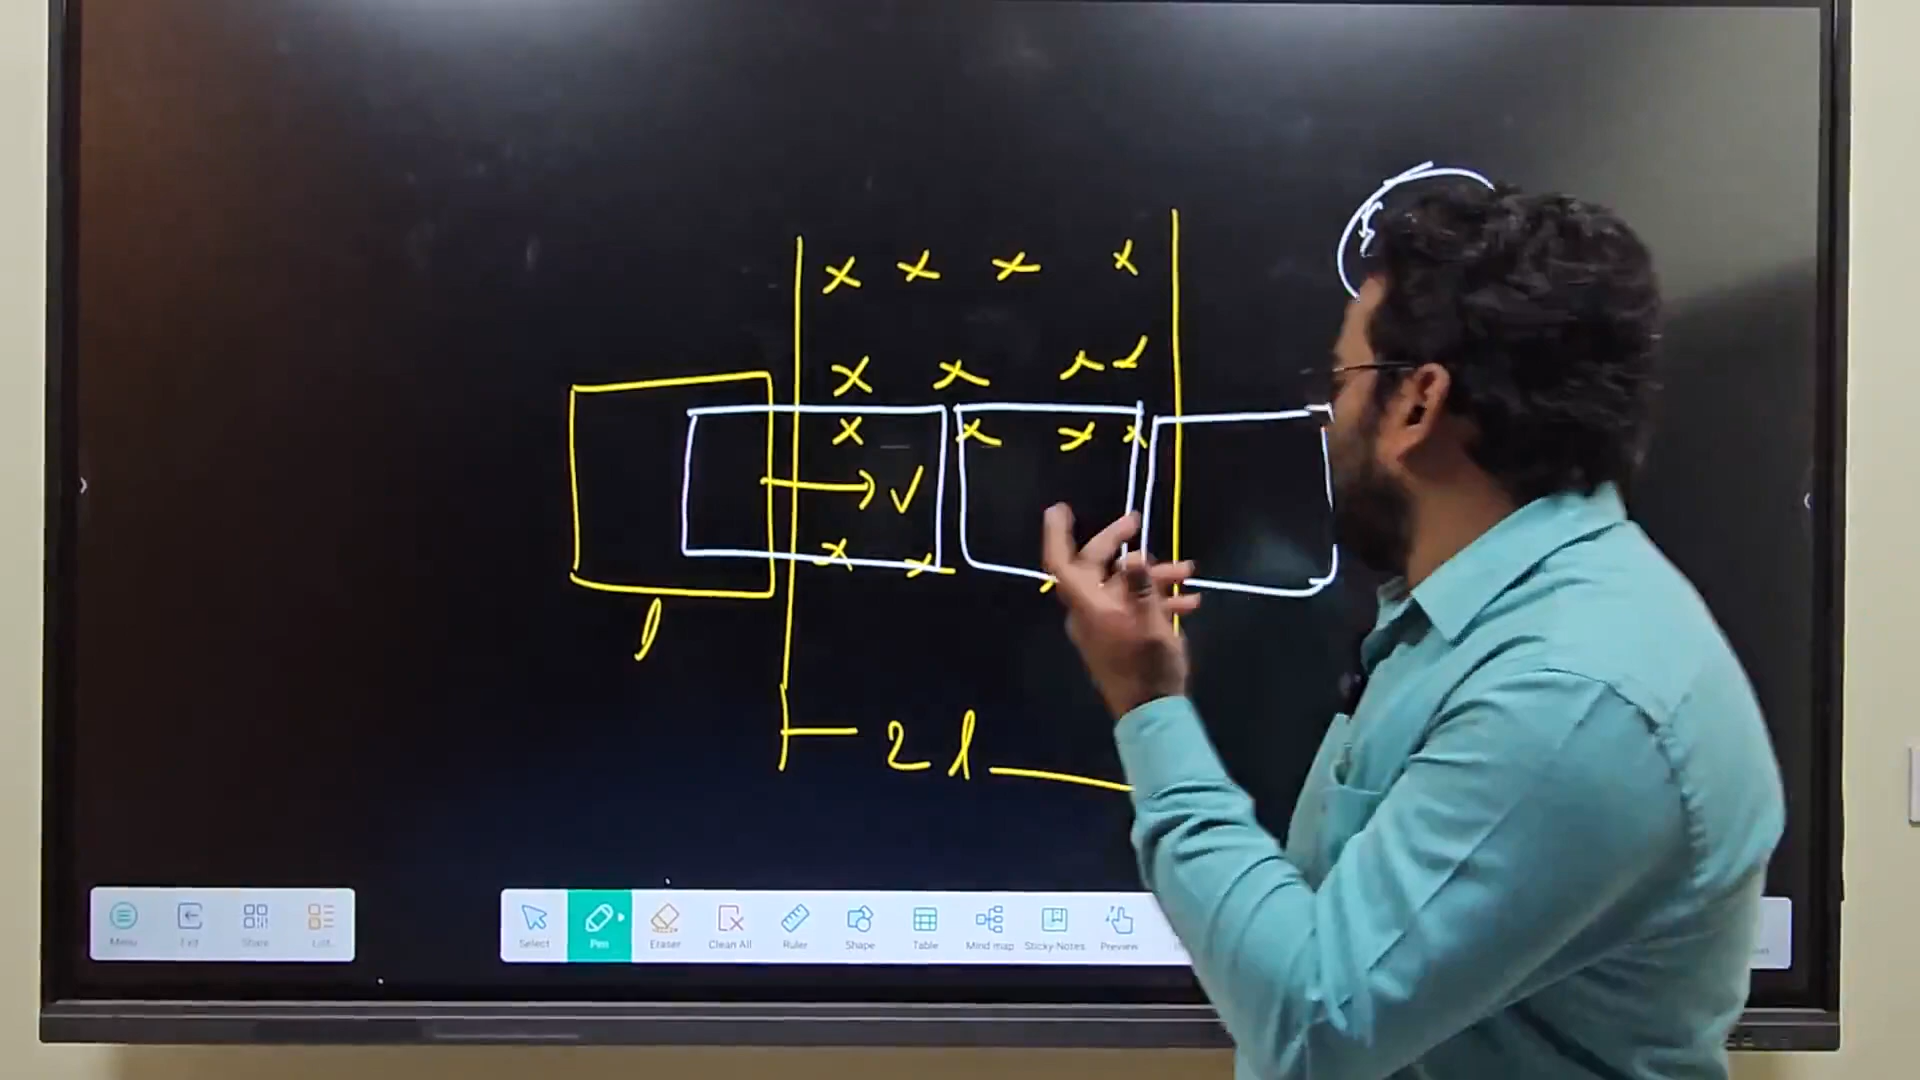 x x x x
x x x x
x x x x
v
x x
l
2l
Menu Exit Share List
Select Pen Eraser Clean All Ruler Shape Table Mind map Sticky-Notes Preview